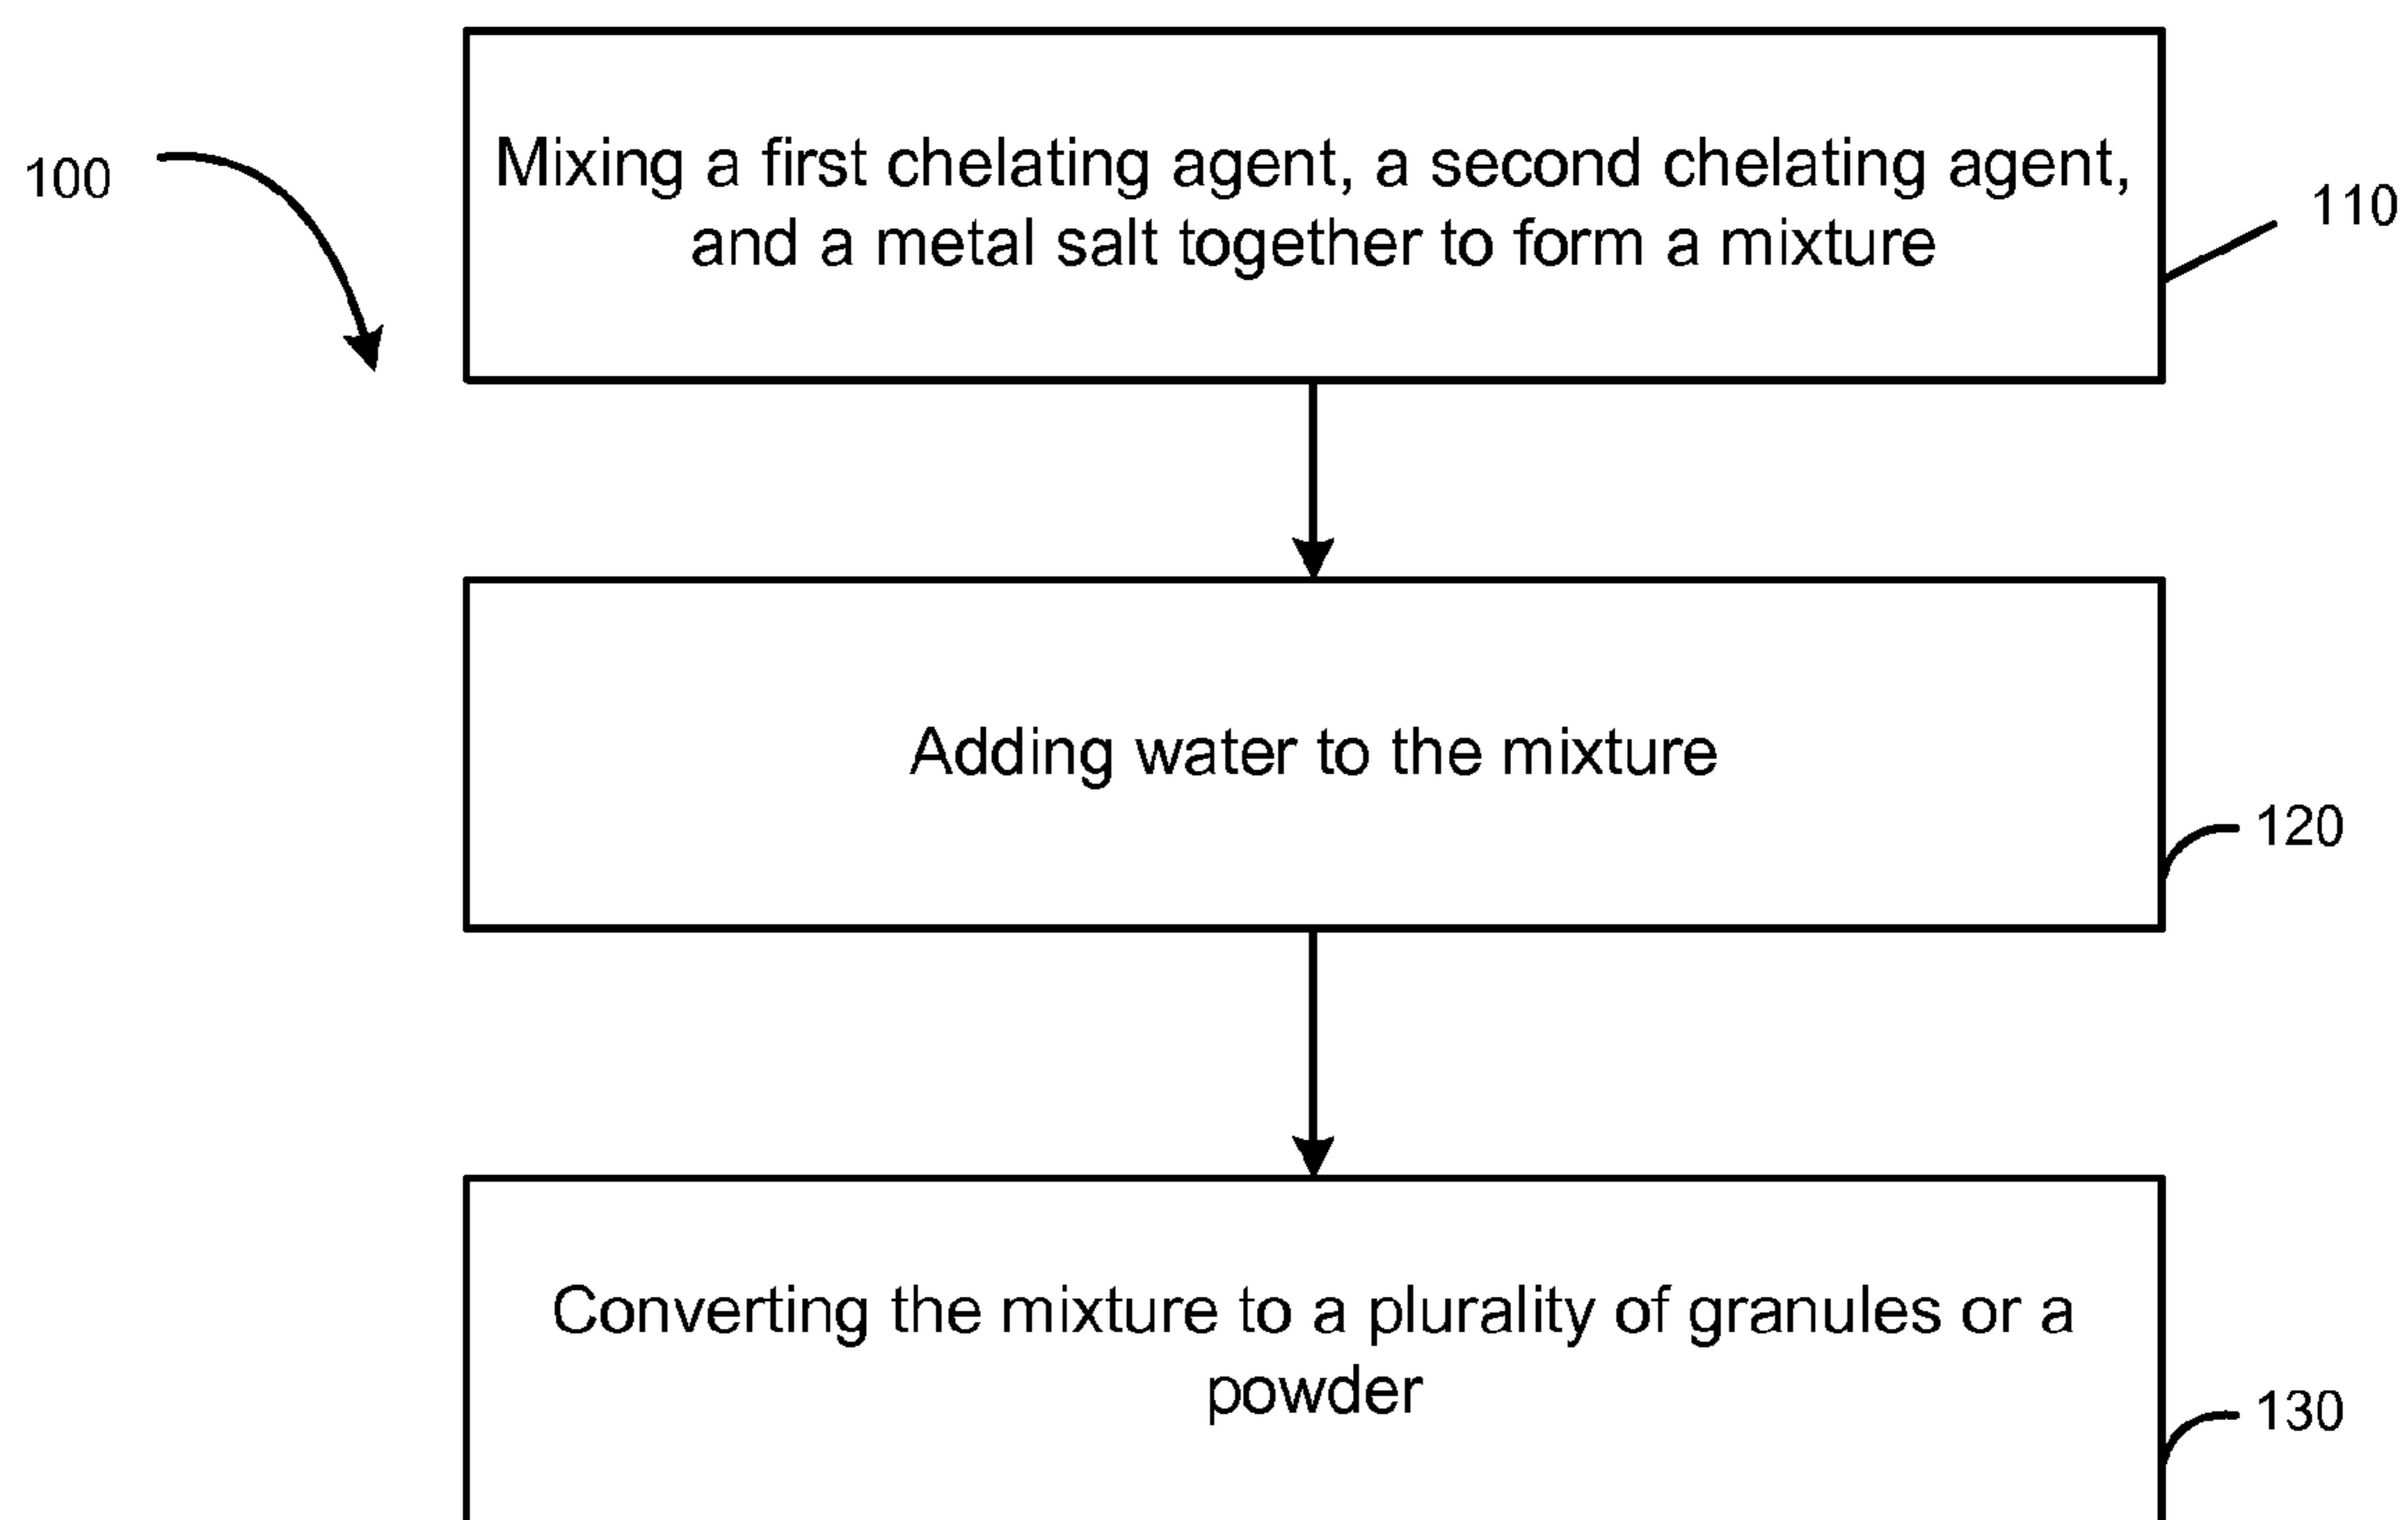 100
Mixing a first chelating agent, a second chelating agent,
and a metal salt together to form a mixture
110
Adding water to the mixture
120
Converting the mixture to a plurality of granules or a
powder
130